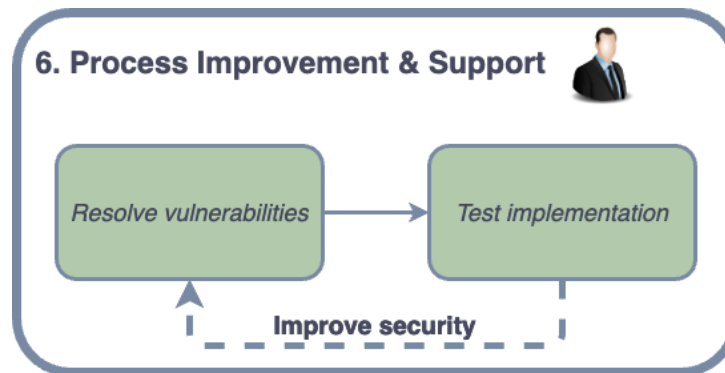 6. Process Improvement & Support
Resolve vulnerabilities
Test implementation
Improve security